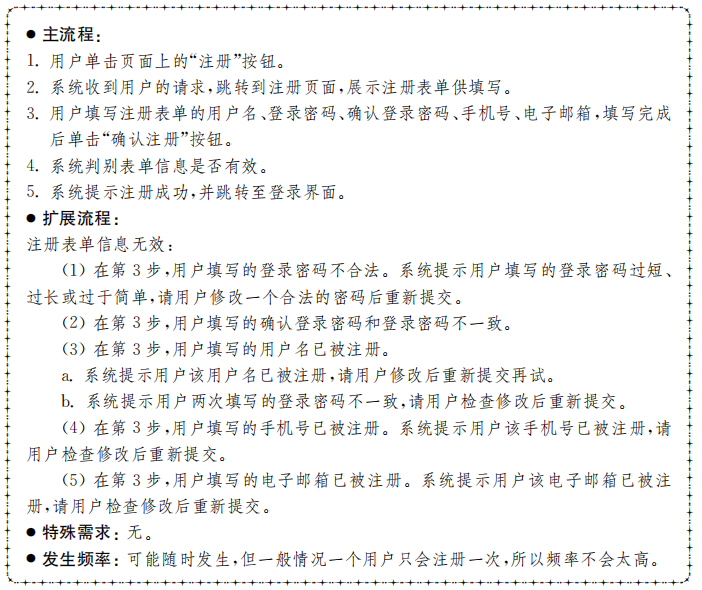 ● 主流程:
1. 用户单击页面上的“注册”按钮。
2. 系统收到用户的请求,跳转到注册页面,展示注册表单供填写。
3. 用户填写注册表单的用户名、登录密码、确认登录密码、手机号、电子邮箱,填写完成
后单击“确认注册”按钮。
4. 系统判别表单信息是否有效。
5. 系统提示注册成功,并跳转至登录界面。
● 扩展流程:
注册表单信息无效:
(1) 在第 3 步,用户填写的登录密码不合法。系统提示用户填写的登录密码过短、
过长或过于简单,请用户修改一个合法的密码后重新提交。
(2) 在第 3 步,用户填写的确认登录密码和登录密码不一致。
(3) 在第 3 步,用户填写的用户名已被注册。
a. 系统提示用户该用户名已被注册,请用户修改后重新提交再试。
b. 系统提示用户两次填写的登录密码不一致,请用户检查修改后重新提交。
(4) 在第 3 步,用户填写的手机号已被注册。系统提示用户该手机号已被注册,请
用户检查修改后重新提交。
(5) 在第 3 步,用户填写的电子邮箱已被注册。系统提示用户该电子邮箱已被注
册,请用户检查修改后重新提交。
● 特殊需求: 无。
● 发生频率: 可能随时发生,但一般情况一个用户只会注册一次,所以频率不会太高。